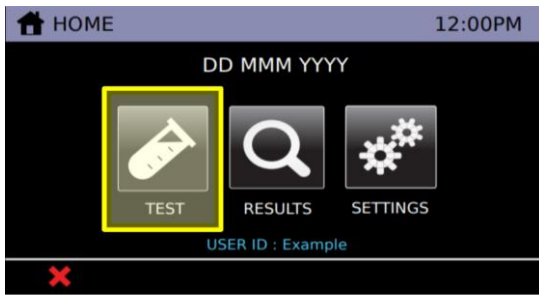 HOME 12:00PM
DD MMM YYYY
TEST RESULTS SETTINGS
USER ID : Example